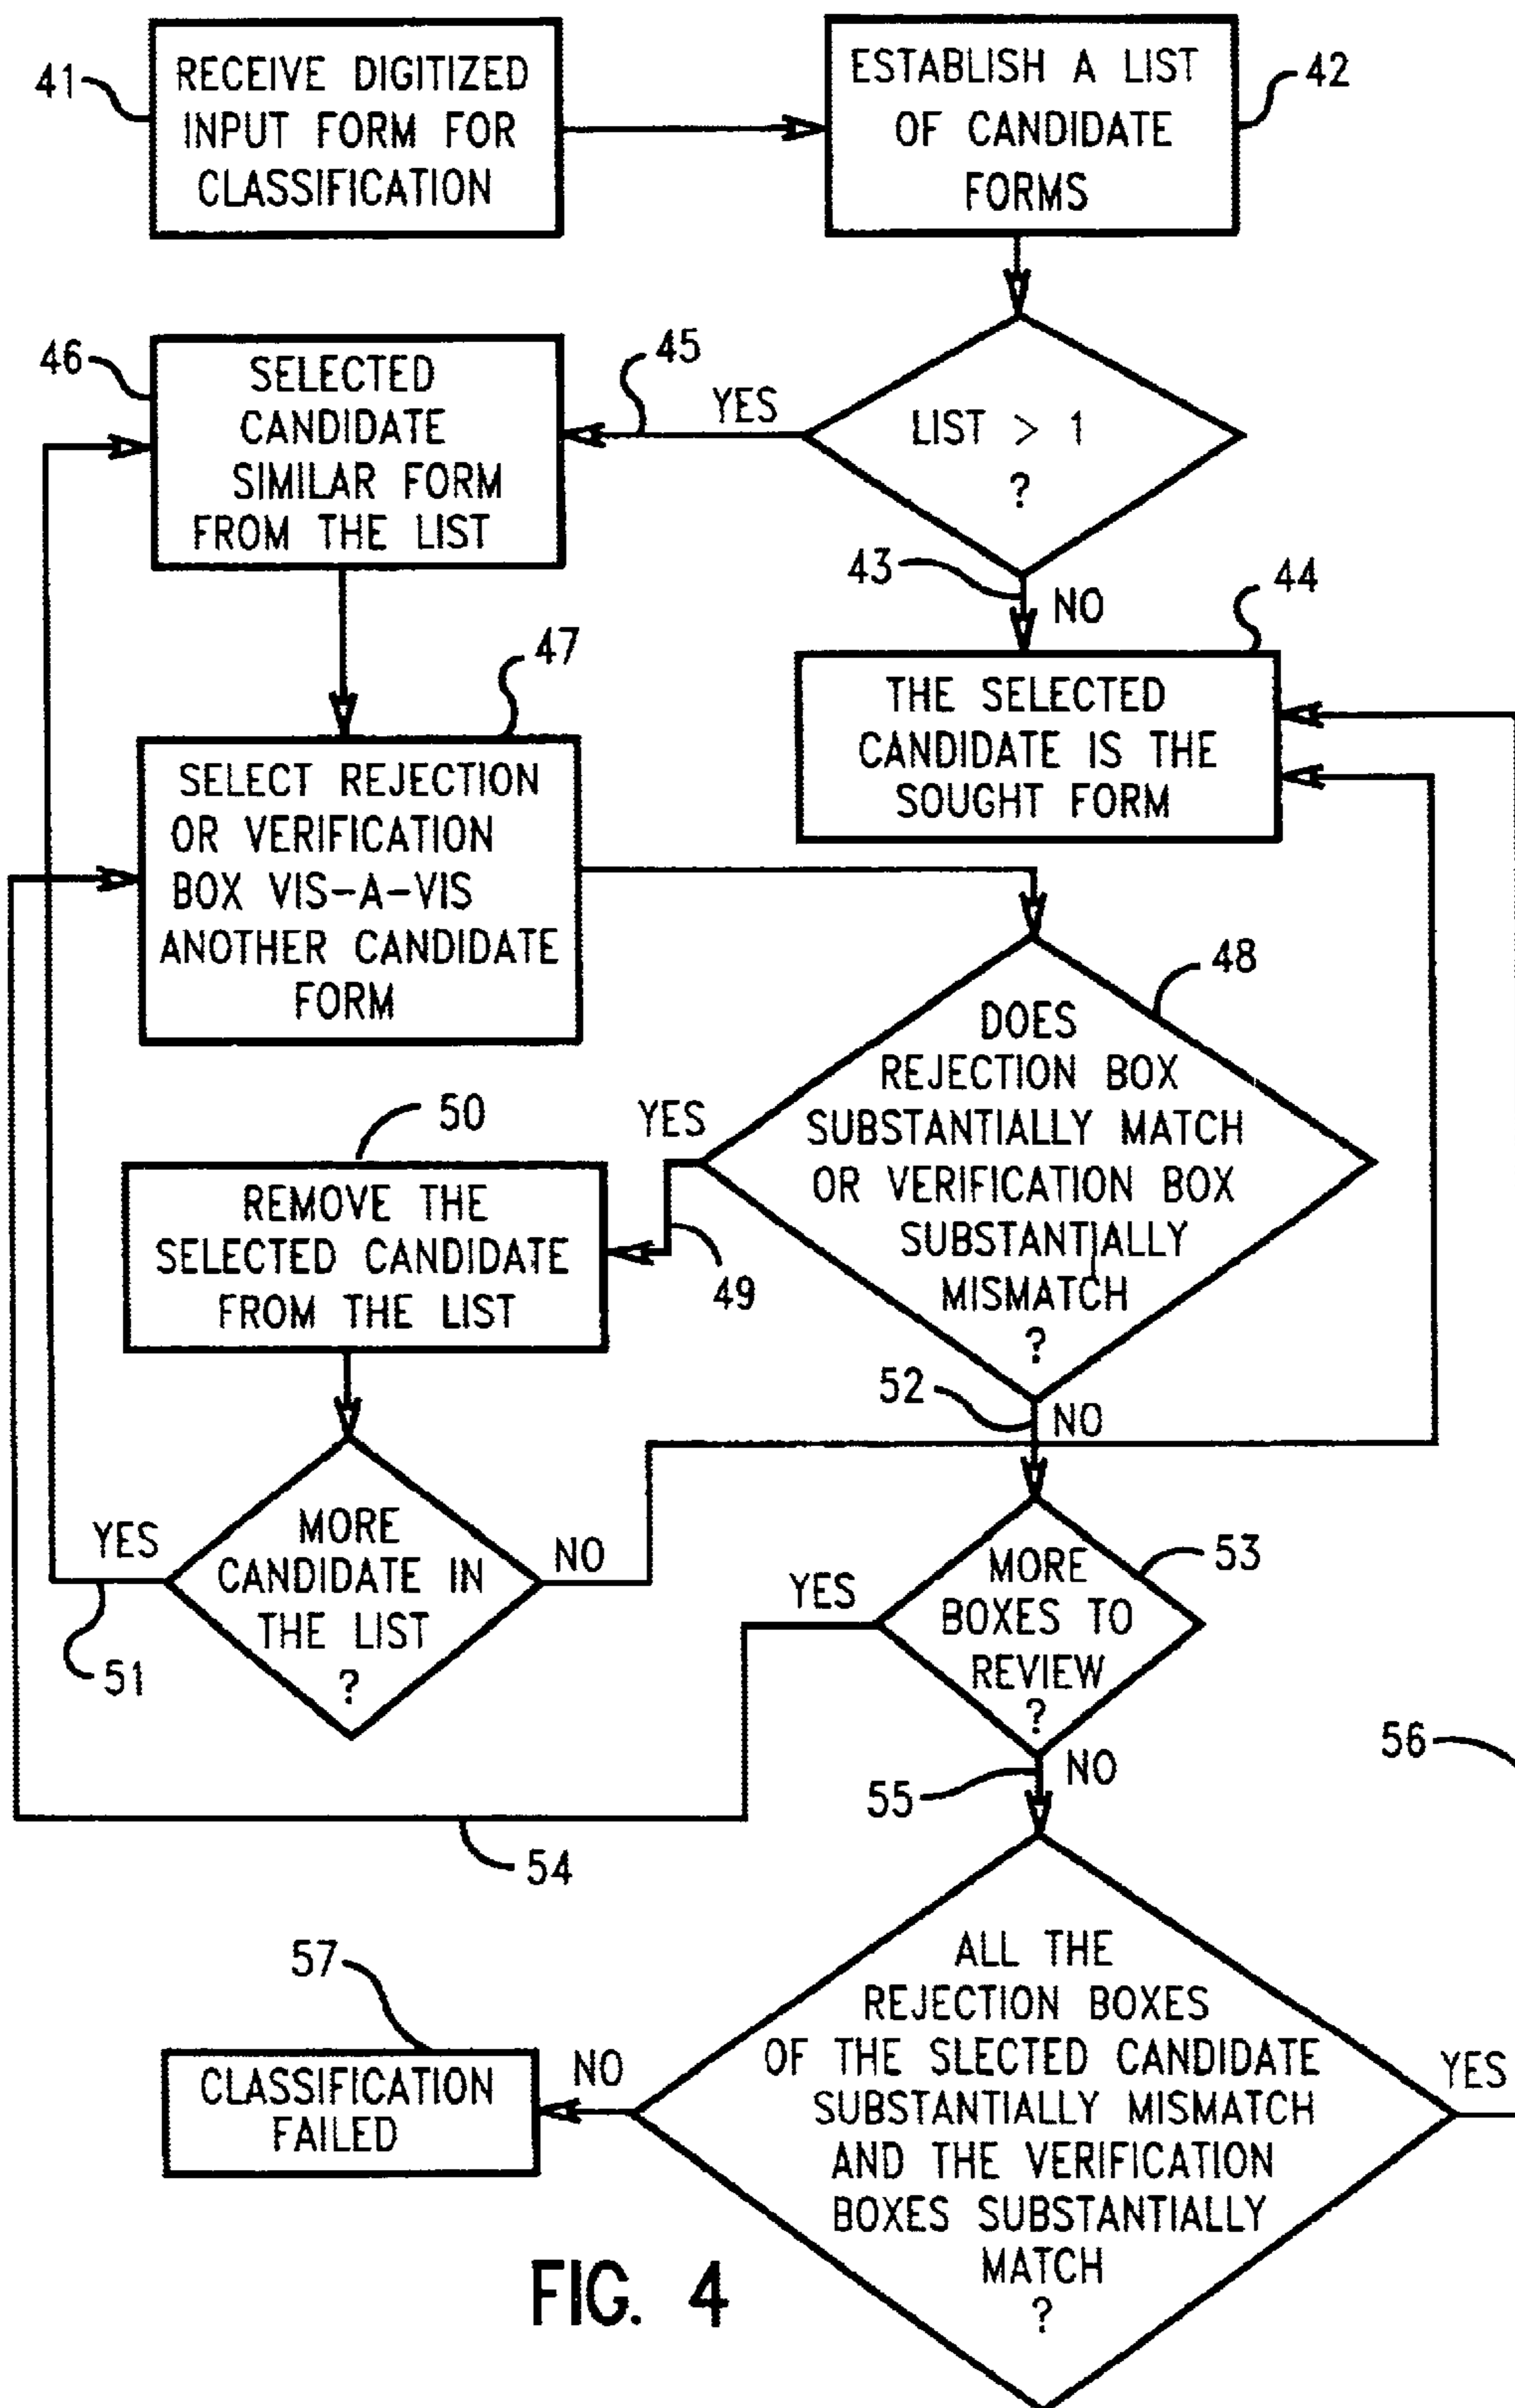 41
RECEIVE DIGITIZED
INPUT FORM FOR
CLASSIFICATION
ESTABLISH A LIST
OF CANDIDATE
FORMS
42
46
SELECTED
CANDIDATE
SIMILAR FORM
FROM THE LIST
45
YES
LIST > 1
?
43
NO
44
THE SELECTED
CANDIDATE IS THE
SOUGHT FORM
47
SELECT REJECTION
OR VERIFICATION
BOX VIS-A-VIS
ANOTHER CANDIDATE
FORM
48
DOES
REJECTION BOX
SUBSTANTIALLY MATCH
OR VERIFICATION BOX
SUBSTANTIALLY
MISMATCH
?
YES
49
50
REMOVE THE
SELECTED CANDIDATE
FROM THE LIST
52
NO
YES
MORE
CANDIDATE IN
THE LIST
?
NO
51
YES
MORE
BOXES TO
REVIEW
?
53
54
55
NO
56
ALL THE
REJECTION BOXES
OF THE SLECTED CANDIDATE
SUBSTANTIALLY MISMATCH
AND THE VERIFICATION
BOXES SUBSTANTIALLY
MATCH
?
YES
NO
57
CLASSIFICATION
FAILED
FIG. 4